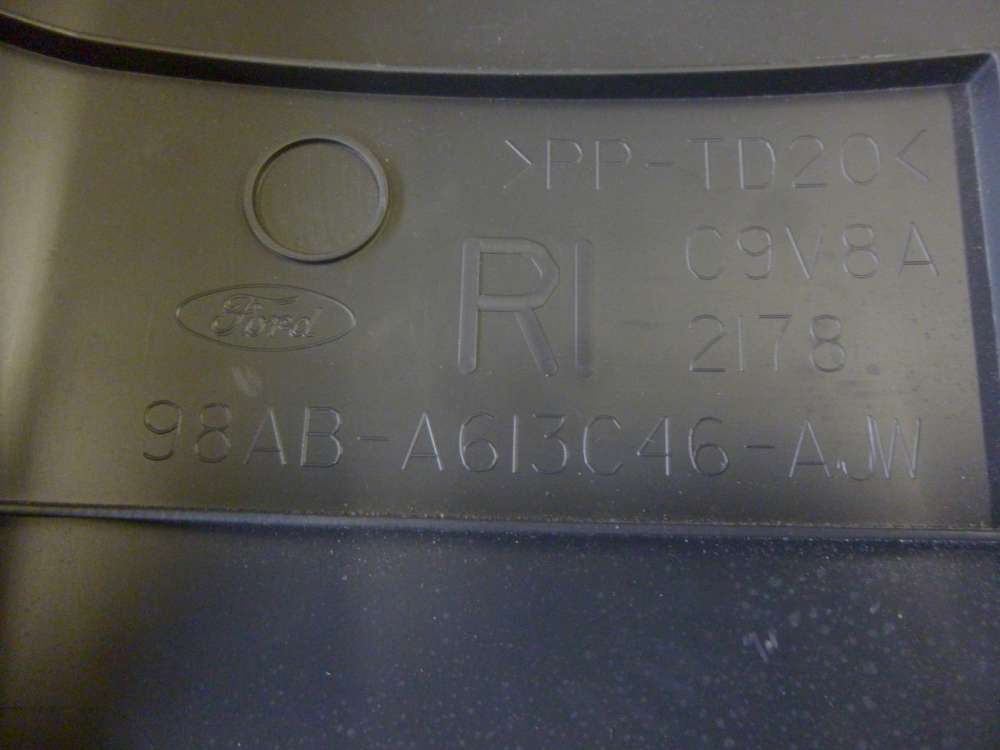 >PP-TD20<
C9V8A
RI
2178
Ford
98AB-A613C46-AJW